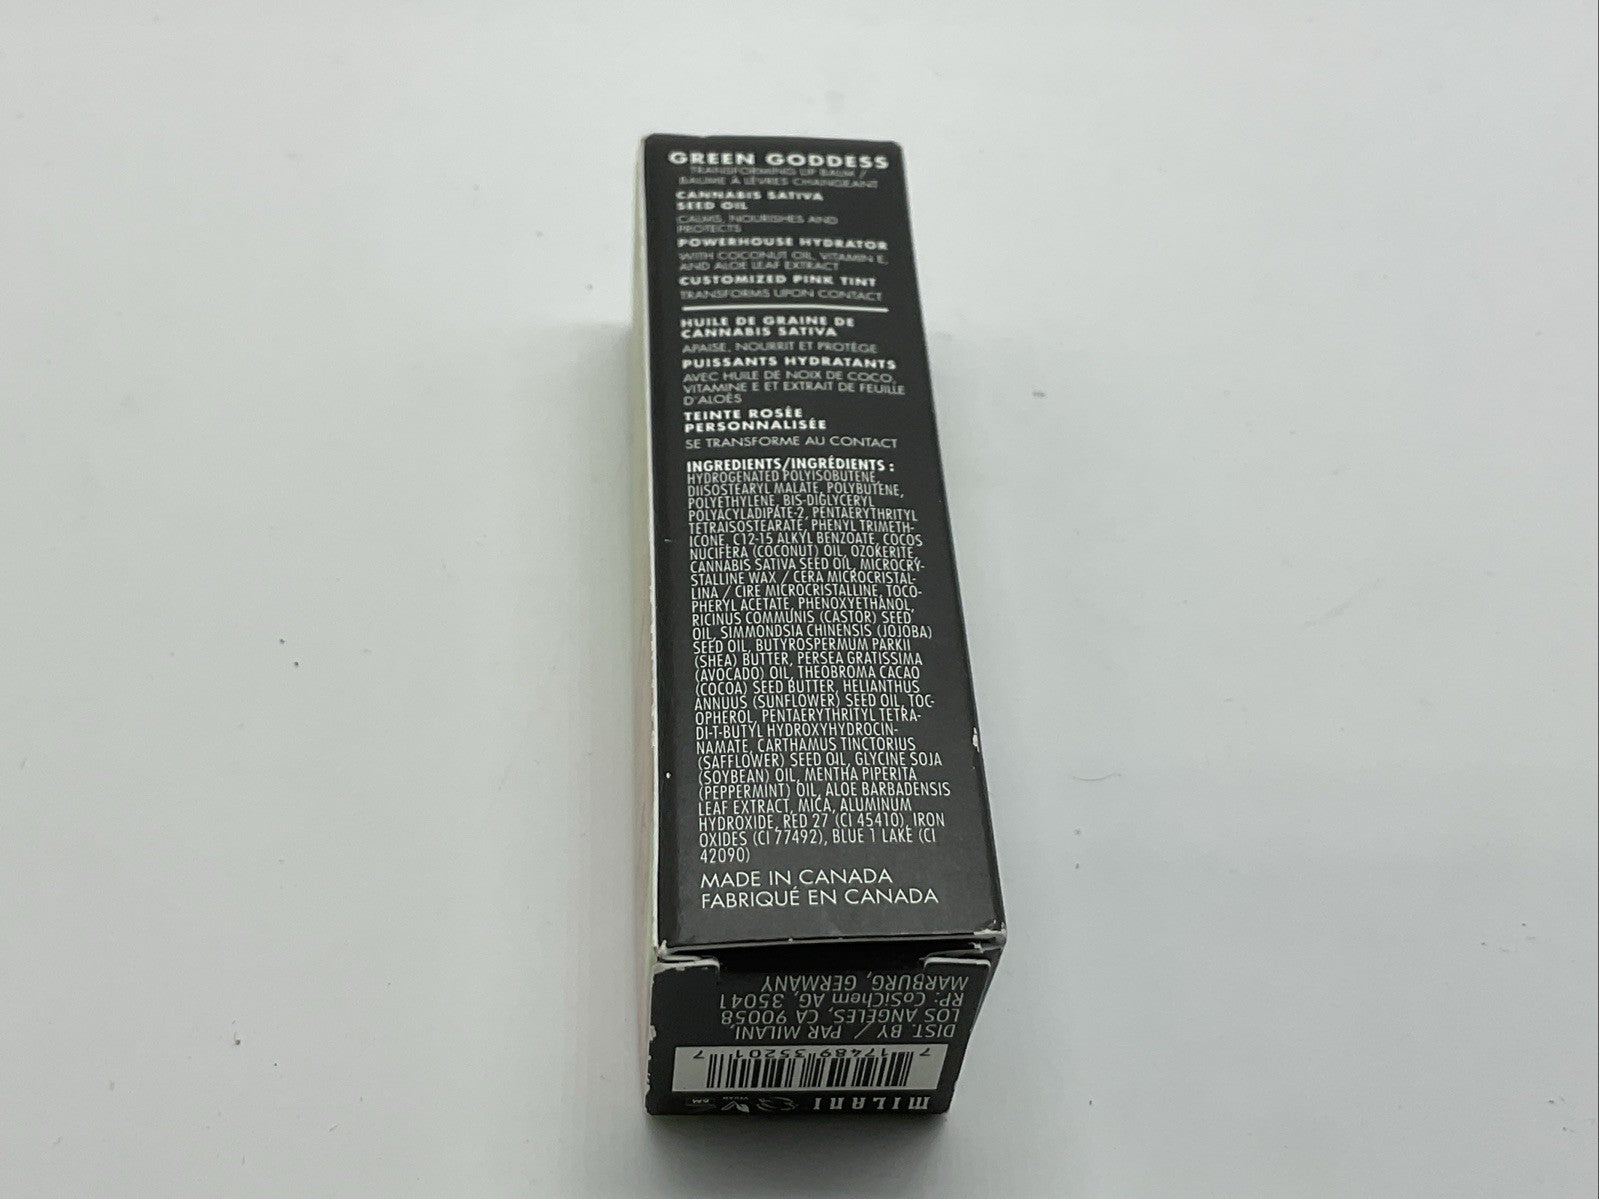 GREEN GODDESS
TRANSFORMING LIP BALM /
BAUME À LÈVRES CHANGEANT
CANNABIS SATIVA
SEED OIL
CALMS, NOURISHES AND
PROTECTS
POWERHOUSE HYDRATOR
WITH COCONUT OIL, VITAMIN E,
AND ALOE LEAF EXTRACT
CUSTOMIZED PINK TINT
TRANSFORMS UPON CONTACT
HUILE DE GRAINE DE
CANNABIS SATIVA
APAISE, NOURRIT ET PROTÈGE
PUISSANTS HYDRATANTS
AVEC HUILE DE NOIX DE COCO,
VITAMINE E ET EXTRAIT DE FEUILLE
D'ALOÈS
TEINTE ROSÉE
PERSONNALISÉE
SE TRANSFORME AU CONTACT
INGREDIENTS/INGRÉDIENTS :
HYDROGENATED POLYISOBUTENE,
DIISOSTEARYL MALATE, POLYBUTENE,
POLYETHYLENE, BIS-DIGLYCERYL
POLYACYLADIPATE-2, PENTAERYTHRITYL
TETRAISOSTEARATE, PHENYL TRIMETH-
ICONE, C12-15 ALKYL BENZOATE, COCOS
NUCIFERA (COCONUT) OIL, OZOKERITE,
CANNABIS SATIVA SEED OIL, MICROCRY-
STALLINE WAX / CERA MICROCRISTAL-
LINA / CIRE MICROCRISTALLINE, TOCO-
PHERYL ACETATE, PHENOXYETHANOL,
RICINUS COMMUNIS (CASTOR) SEED
OIL, SIMMONDSIA CHINENSIS (JOJOBA)
SEED OIL, BUTYROSPERMUM PARKII
(SHEA) BUTTER, PERSEA GRATISSIMA
(AVOCADO) OIL, THEOBROMA CACAO
(COCOA) SEED BUTTER, HELIANTHUS
ANNUUS (SUNFLOWER) SEED OIL, TOC-
OPHEROL, PENTAERYTHRITYL TETRA-
DI-T-BUTYL HYDROXYHYDROCIN-
NAMATE, CARTHAMUS TINCTORIUS
(SAFFLOWER) SEED OIL, GLYCINE SOJA
(SOYBEAN) OIL, MENTHA PIPERITA
(PEPPERMINT) OIL, ALOE BARBADENSIS
LEAF EXTRACT, MICA, ALUMINUM
HYDROXIDE, RED 27 (CI 45410), IRON
OXIDES (CI 77492), BLUE 1 LAKE (CI
42090)
MADE IN CANADA
FABRIQUÉ EN CANADA
MILANI
7 17489 35201 7
DIST. BY / PAR MILANI,
LOS ANGELES, CA 90058
RP: CoSiChem AG, 35041
MARBURG, GERMANY